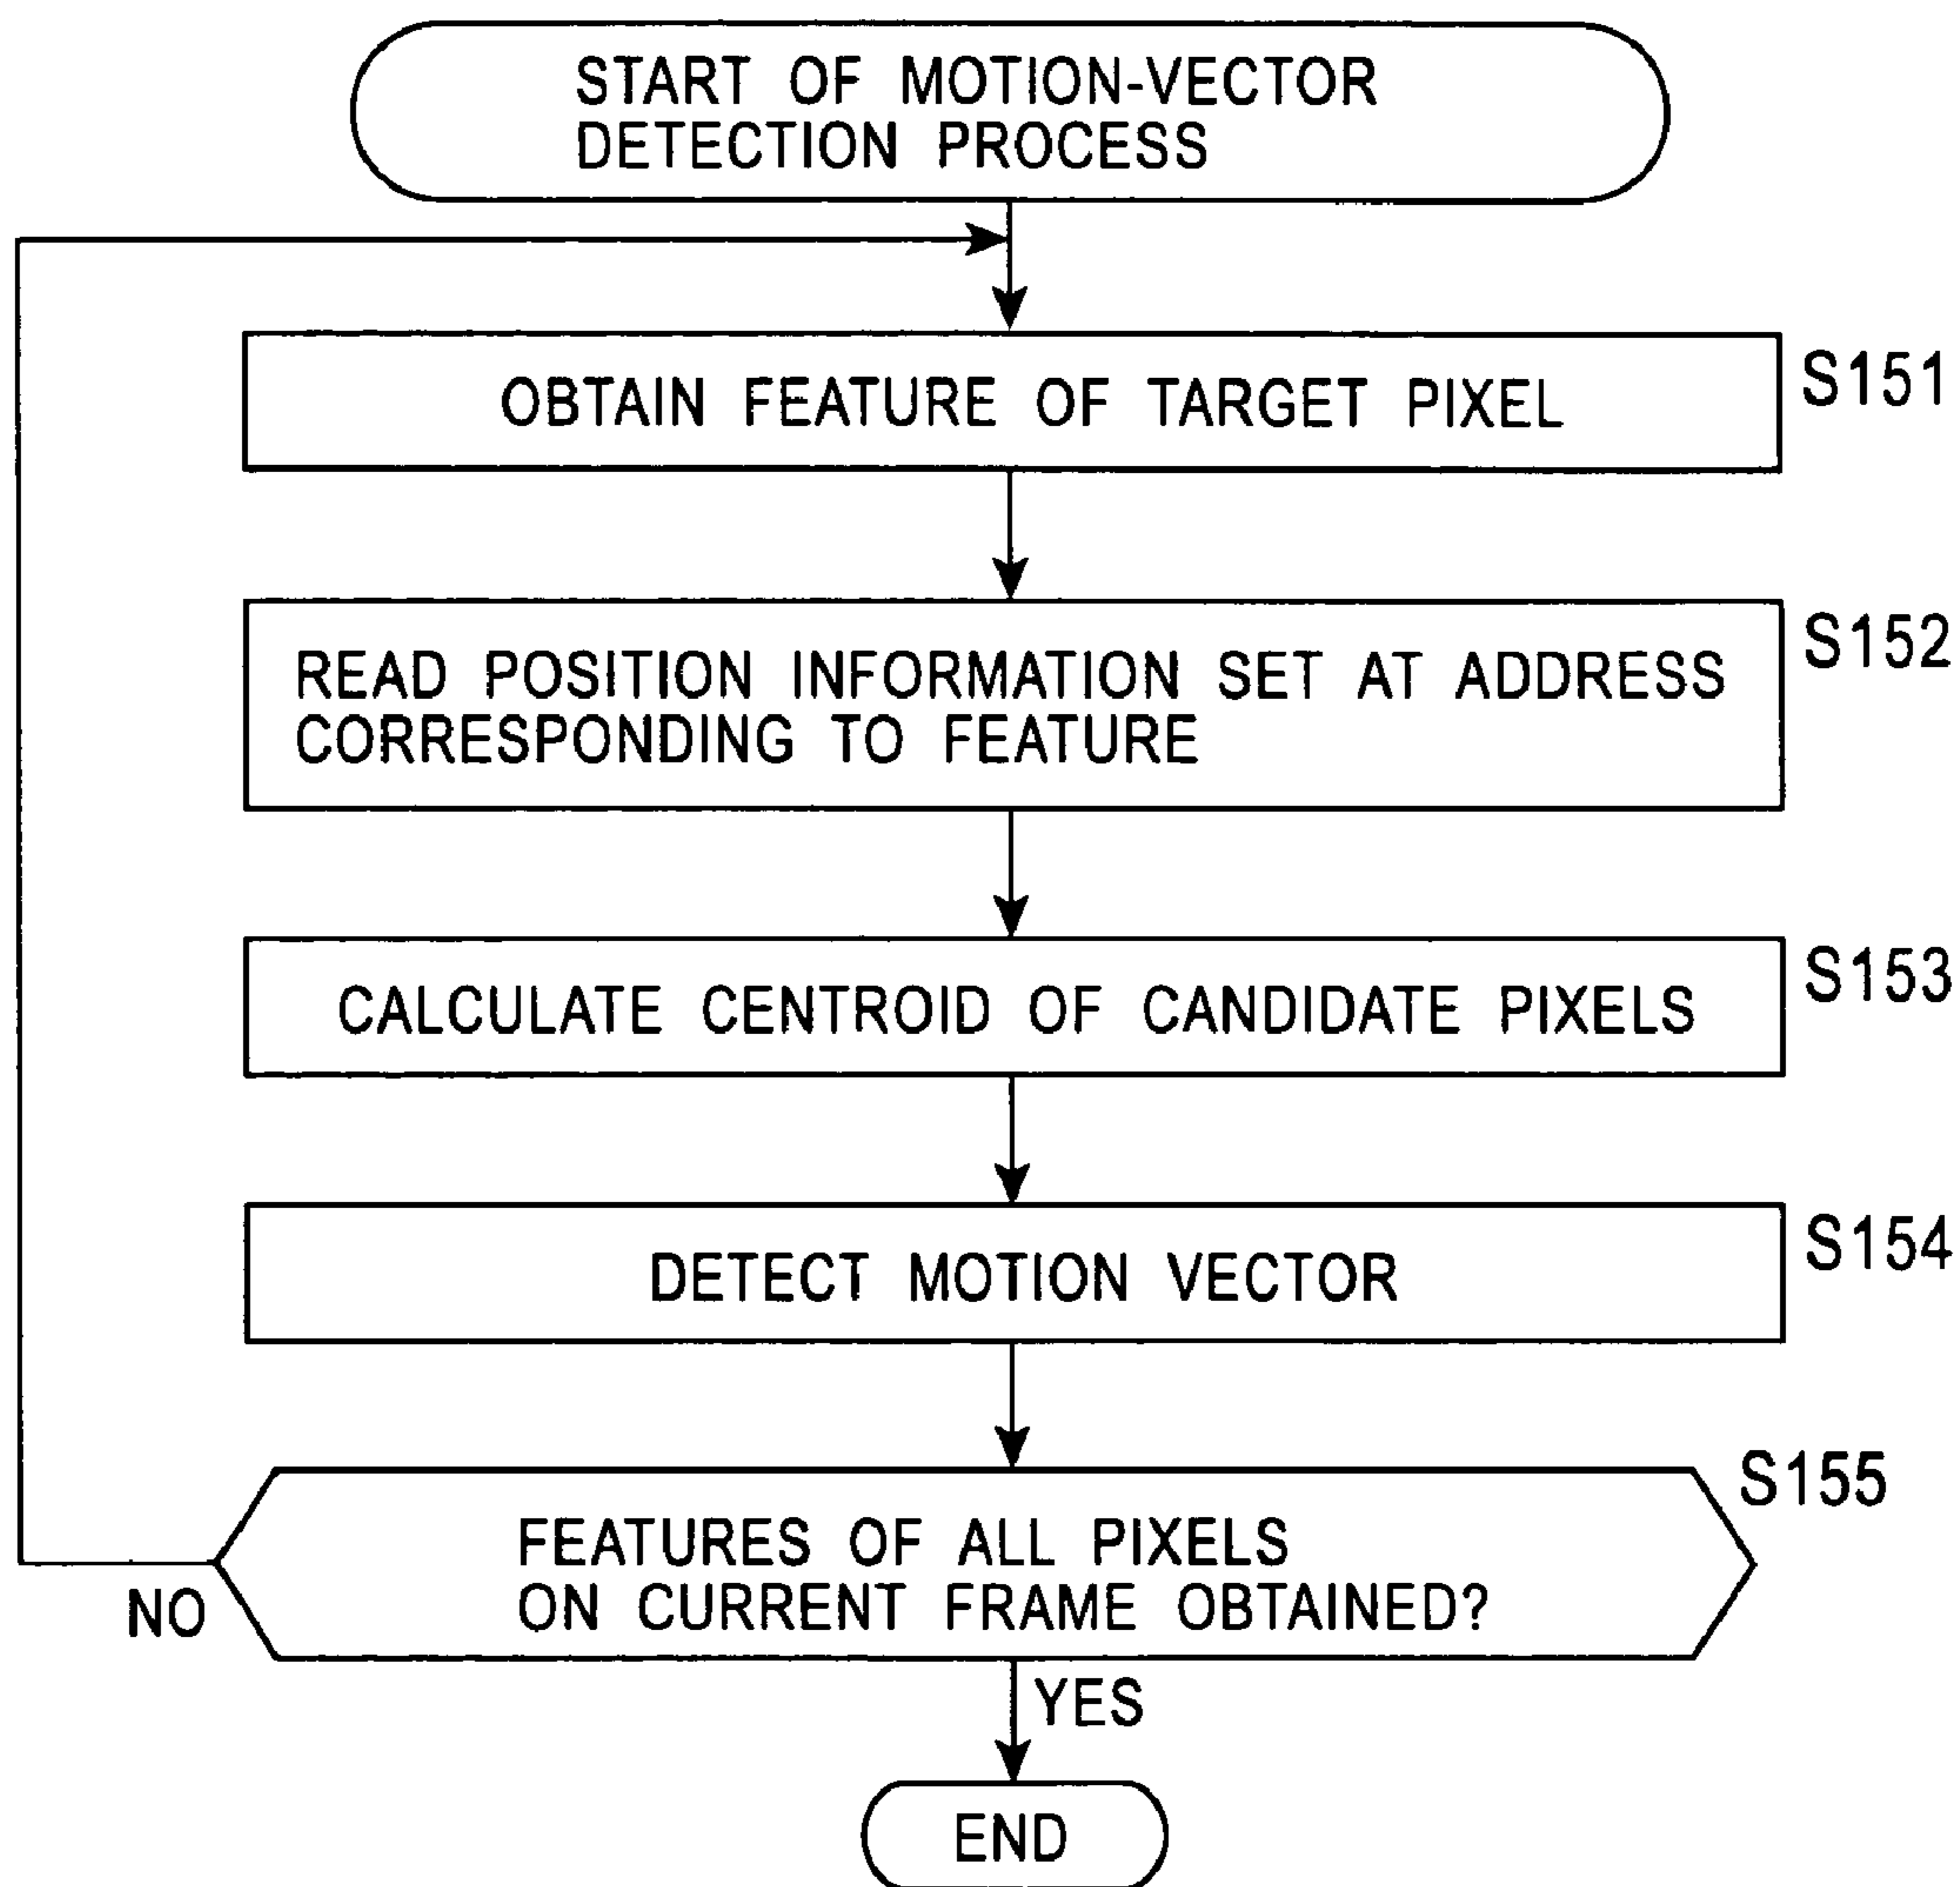 START OF MOTION-VECTOR
DETECTION PROCESS
OBTAIN FEATURE OF TARGET PIXEL
S151
READ POSITION INFORMATION SET AT ADDRESS
CORRESPONDING TO FEATURE
S152
CALCULATE CENTROID OF CANDIDATE PIXELS
S153
DETECT MOTION VECTOR
S154
FEATURES OF ALL PIXELS
ON CURRENT FRAME OBTAINED?
S155
NO
YES
END